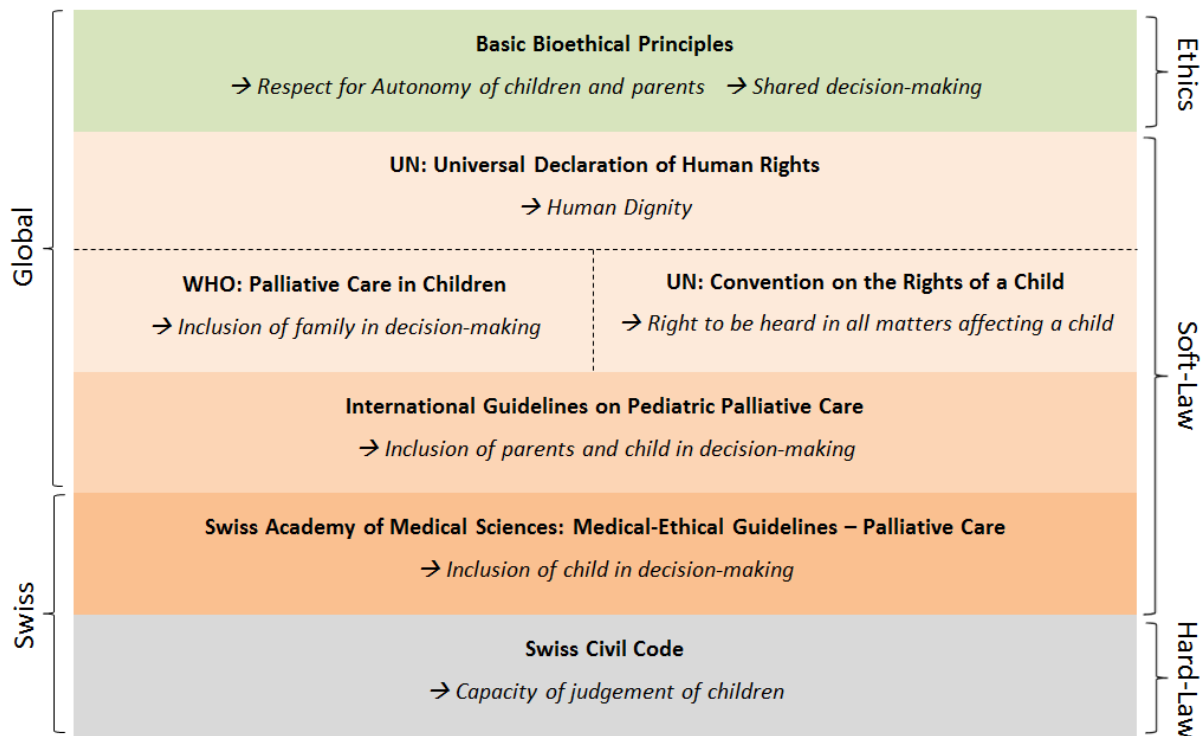 Basic Bioethical Principles
→ Respect for Autonomy of children and parents → Shared decision-making
Ethics
UN: Universal Declaration of Human Rights
→ Human Dignity
Global
WHO: Palliative Care in Children
→ Inclusion of family in decision-making
UN: Convention on the Rights of a Child
→ Right to be heard in all matters affecting a child
Soft-Law
International Guidelines on Pediatric Palliative Care
→ Inclusion of parents and child in decision-making
Swiss Academy of Medical Sciences: Medical-Ethical Guidelines – Palliative Care
→ Inclusion of child in decision-making
Swiss
Swiss Civil Code
→ Capacity of judgement of children
Hard-Law